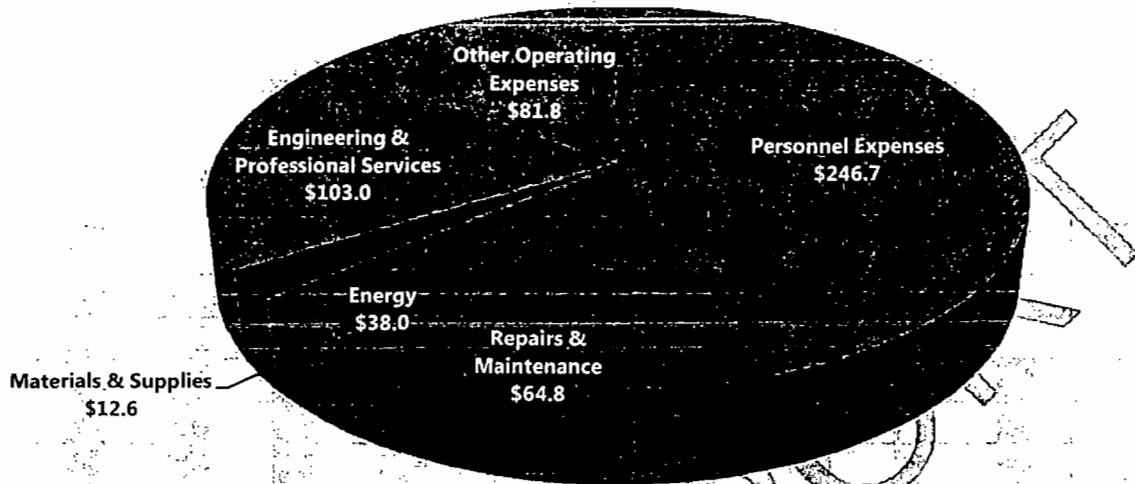 Other Operating
Expenses
$81.8
Engineering &
Professional Services
$103.0
Personnel Expenses
$246.7
Energy
$38.0
Repairs &
Maintenance
$64.8
Materials & Supplies
$12.6